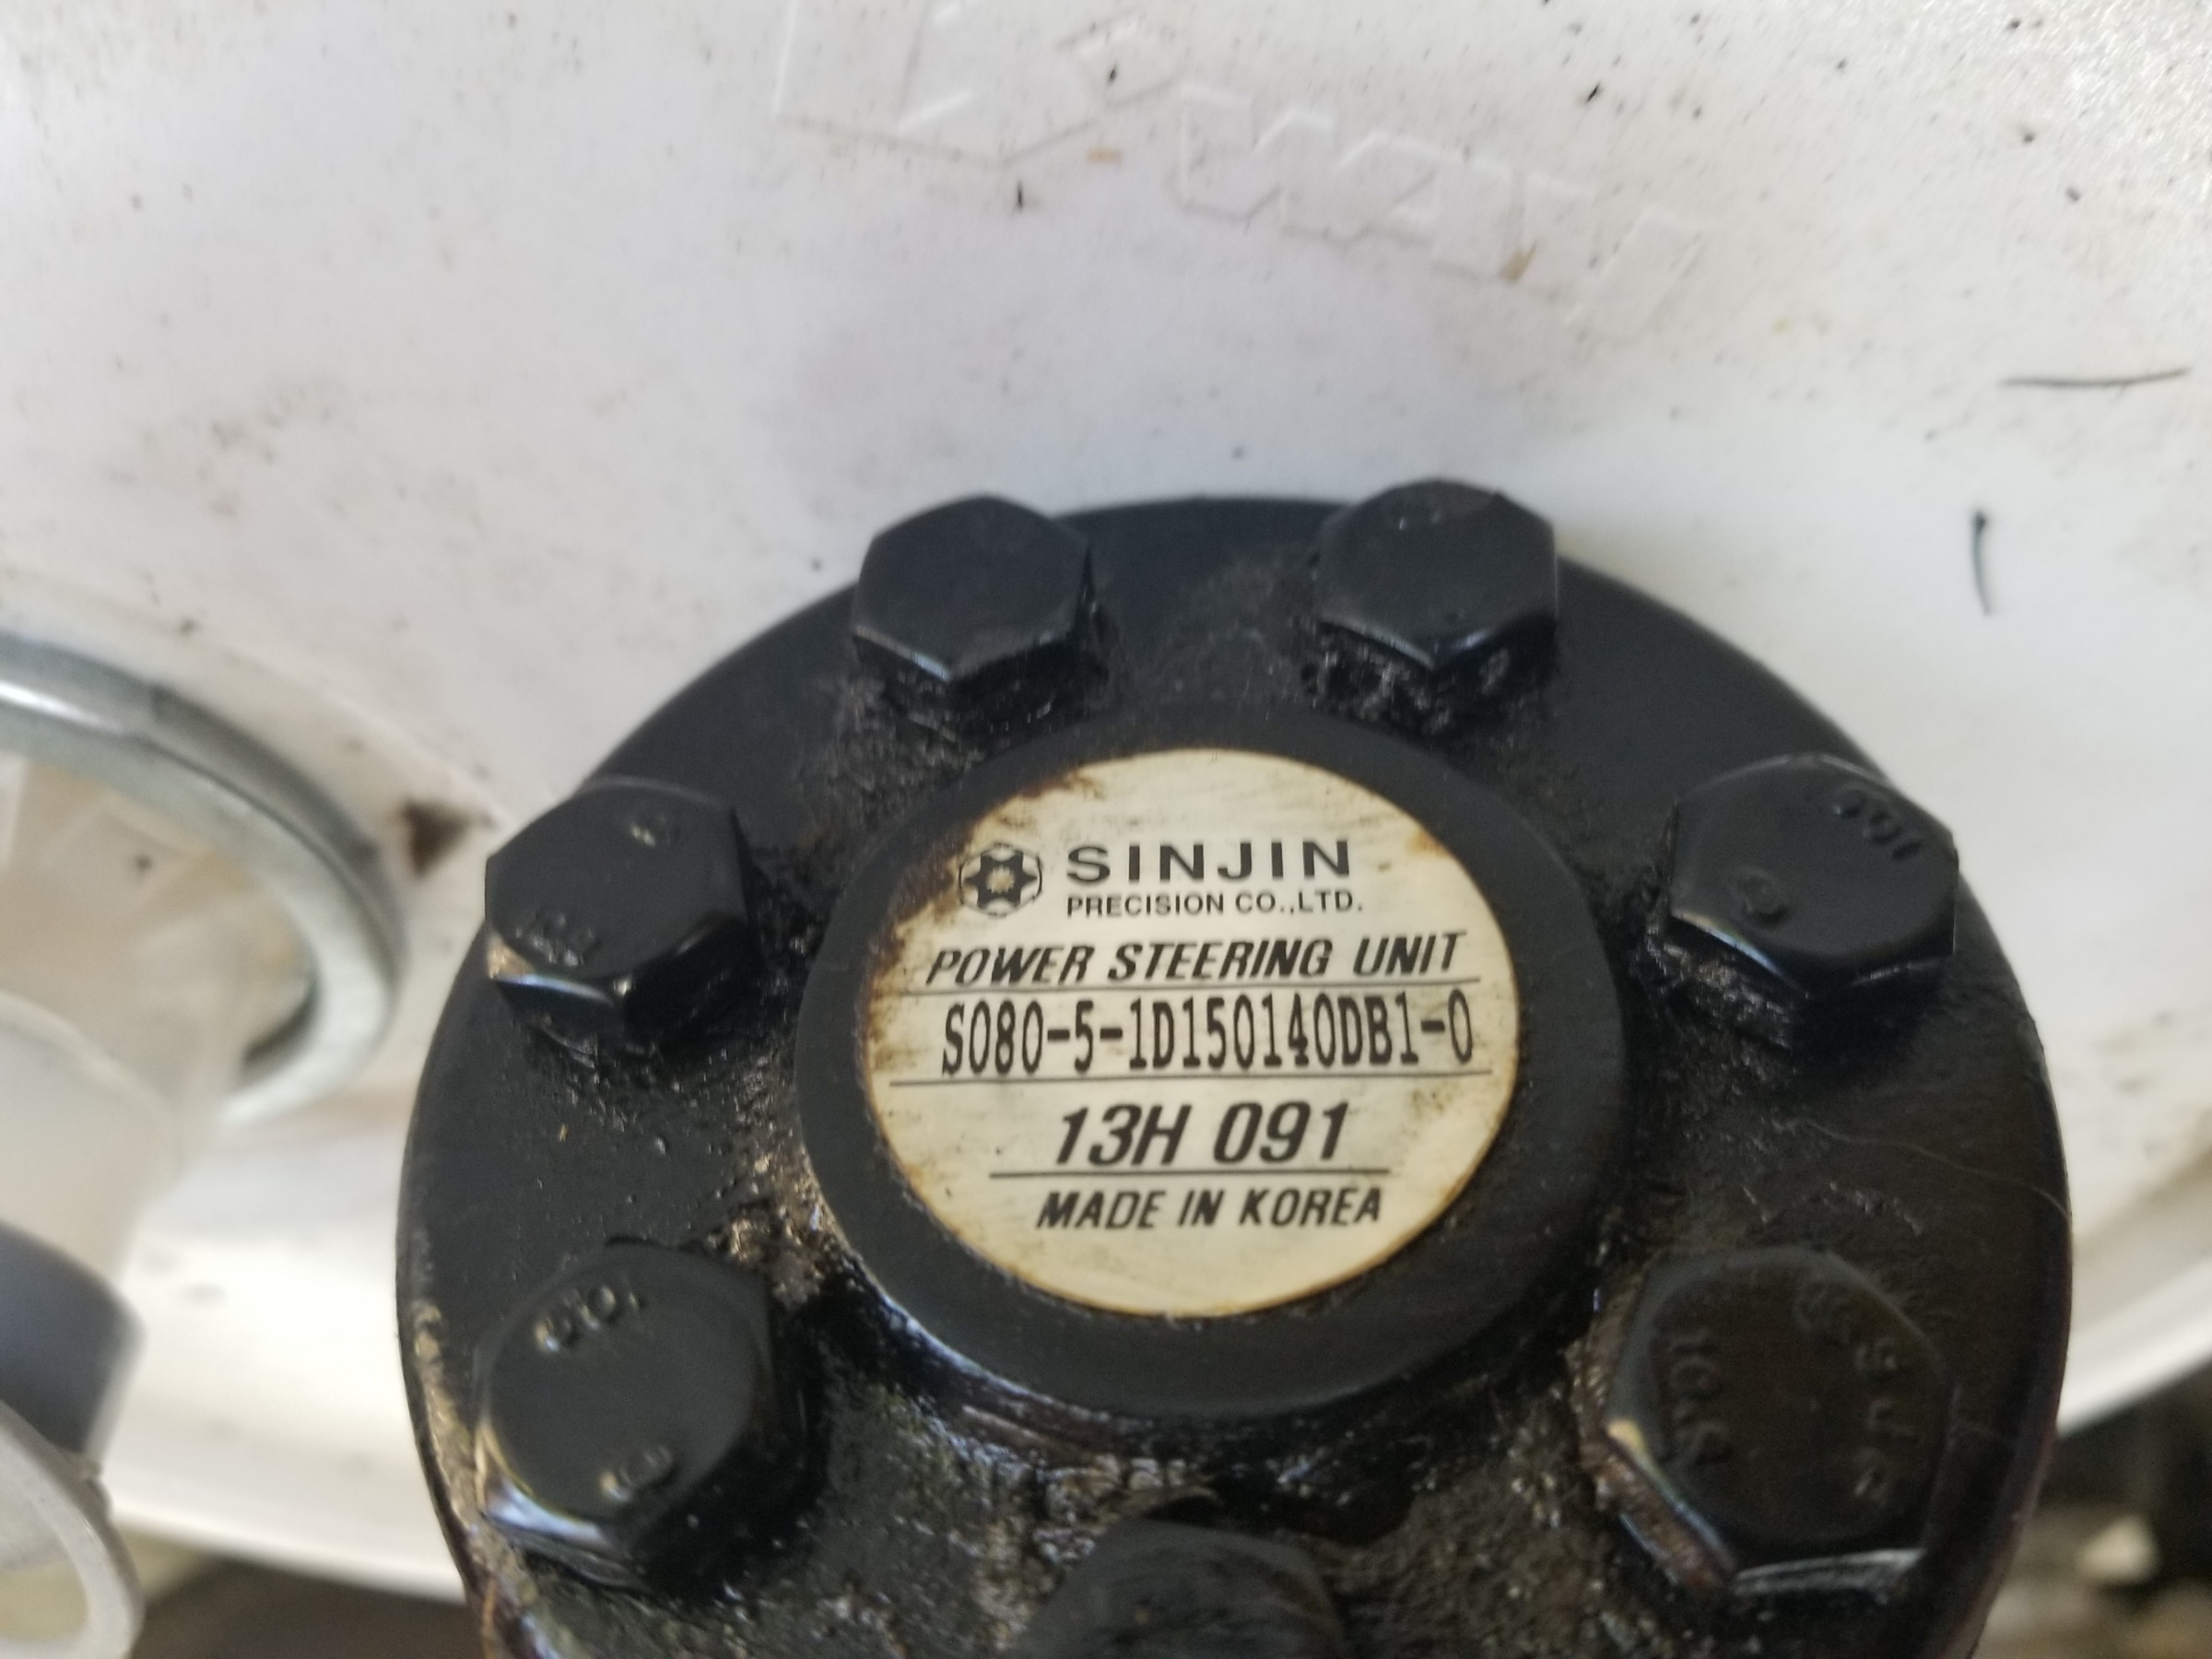 SINJIN
PRECISION CO.,LTD.
POWER STEERING UNIT
S080-5-1D150140DB1-0
13H 091
MADE IN KOREA